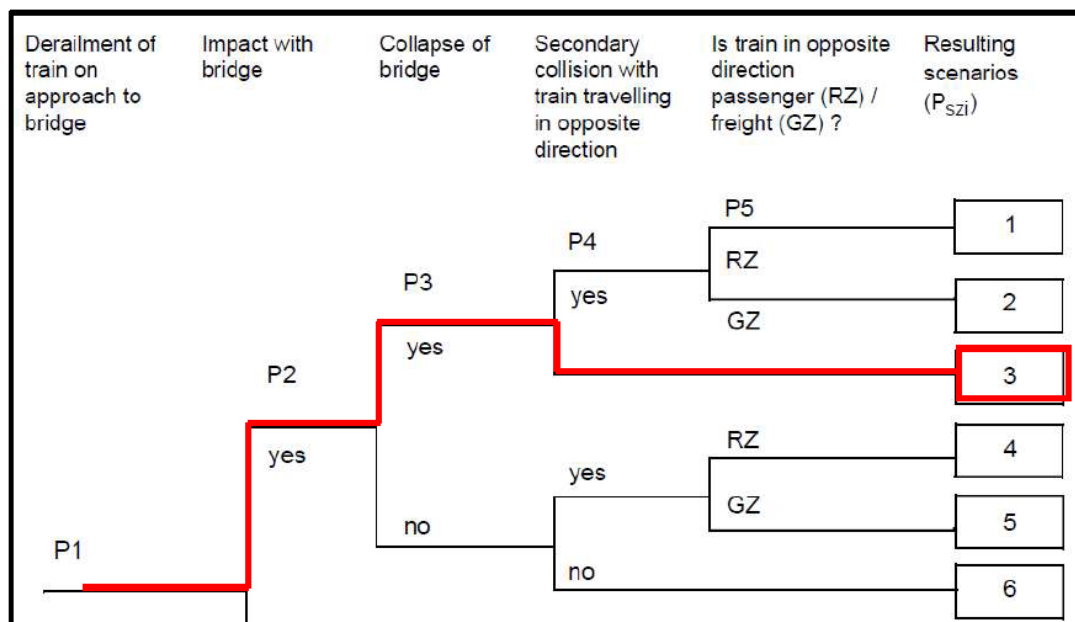 Derailment of
train on
approach to
bridge
Impact with
bridge
Collapse of
bridge
Secondary
collision with
train travelling
in opposite
direction
Is train in opposite
direction
passenger (RZ) /
freight (GZ) ?
Resulting
scenarios
(PSZi)
P5
1
P4
RZ
P3
yes
2
GZ
yes
3
P2
RZ
4
yes
yes
GZ
5
no
P1
no
6